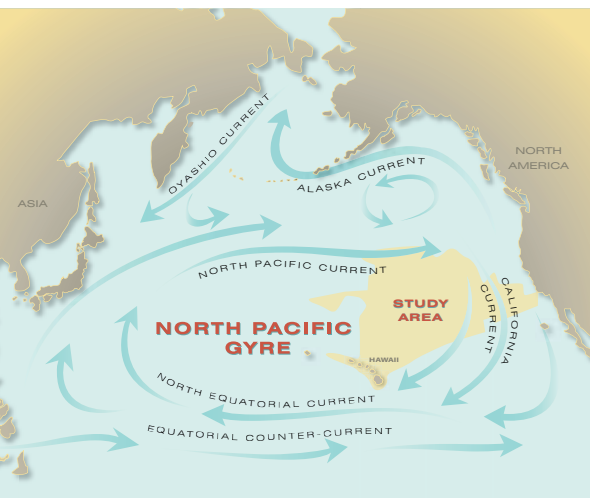 OYASHIO CURRENT
ALASKA CURRENT
NORTH
AMERICA
ASIA
NORTH PACIFIC CURRENT
STUDY
AREA
CALIFORNIA
CURRENT
NORTH PACIFIC
GYRE
HAWAII
NORTH EQUATORIAL CURRENT
EQUATORIAL COUNTER-CURRENT